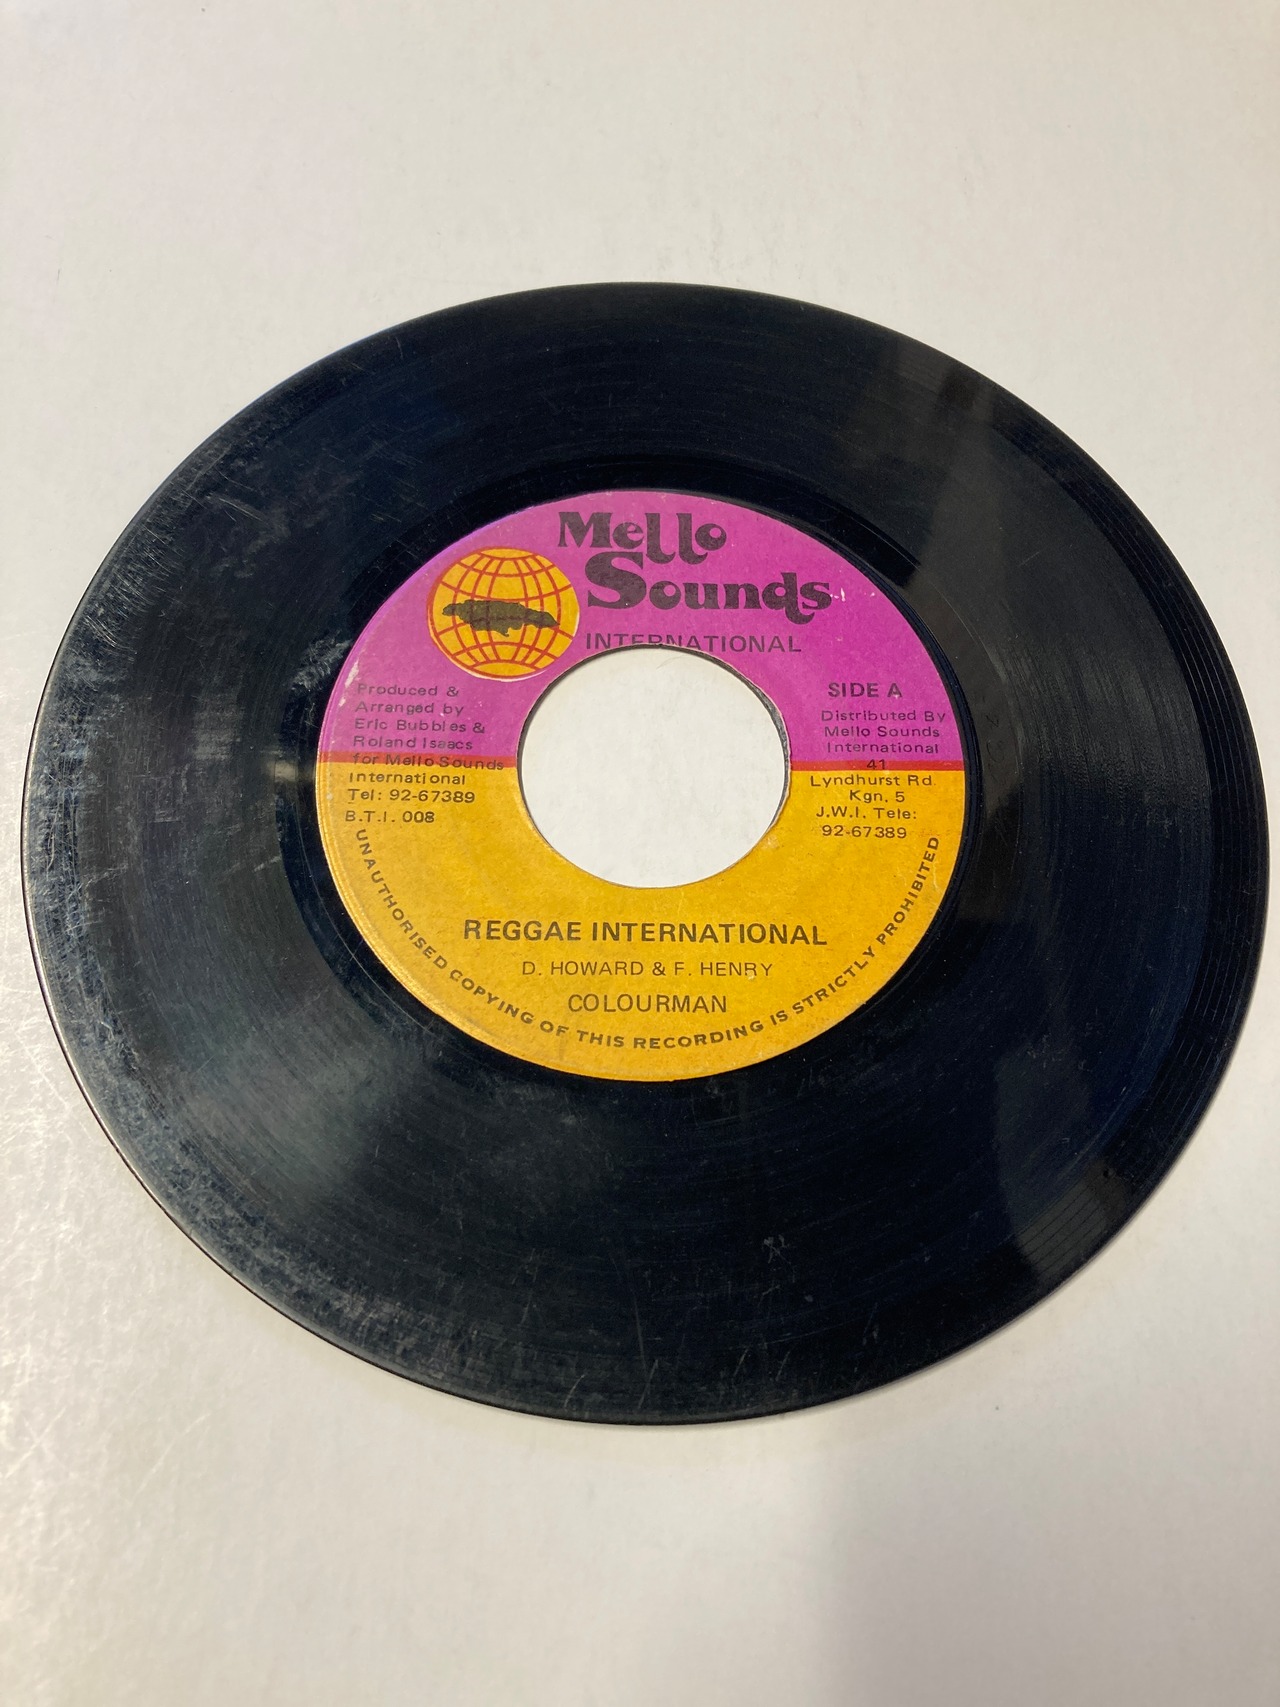 Mello
Sounds
INTERNATIONAL
Produced &
Arranged by
Eric Bubbles &
Roland Isaacs
for Mello Sounds
International
Tel: 92-67389
B.T.I. 008
SIDE A
Distributed By
Mello Sounds
International
41
Lyndhurst Rd.
Kgn. 5
J.W.I. Tele:
92-67389
REGGAE INTERNATIONAL
D. HOWARD & F. HENRY
COLOURMAN
UNAUTHORISED COPYING OF THIS RECORDING IS STRICTLY PROHIBITED